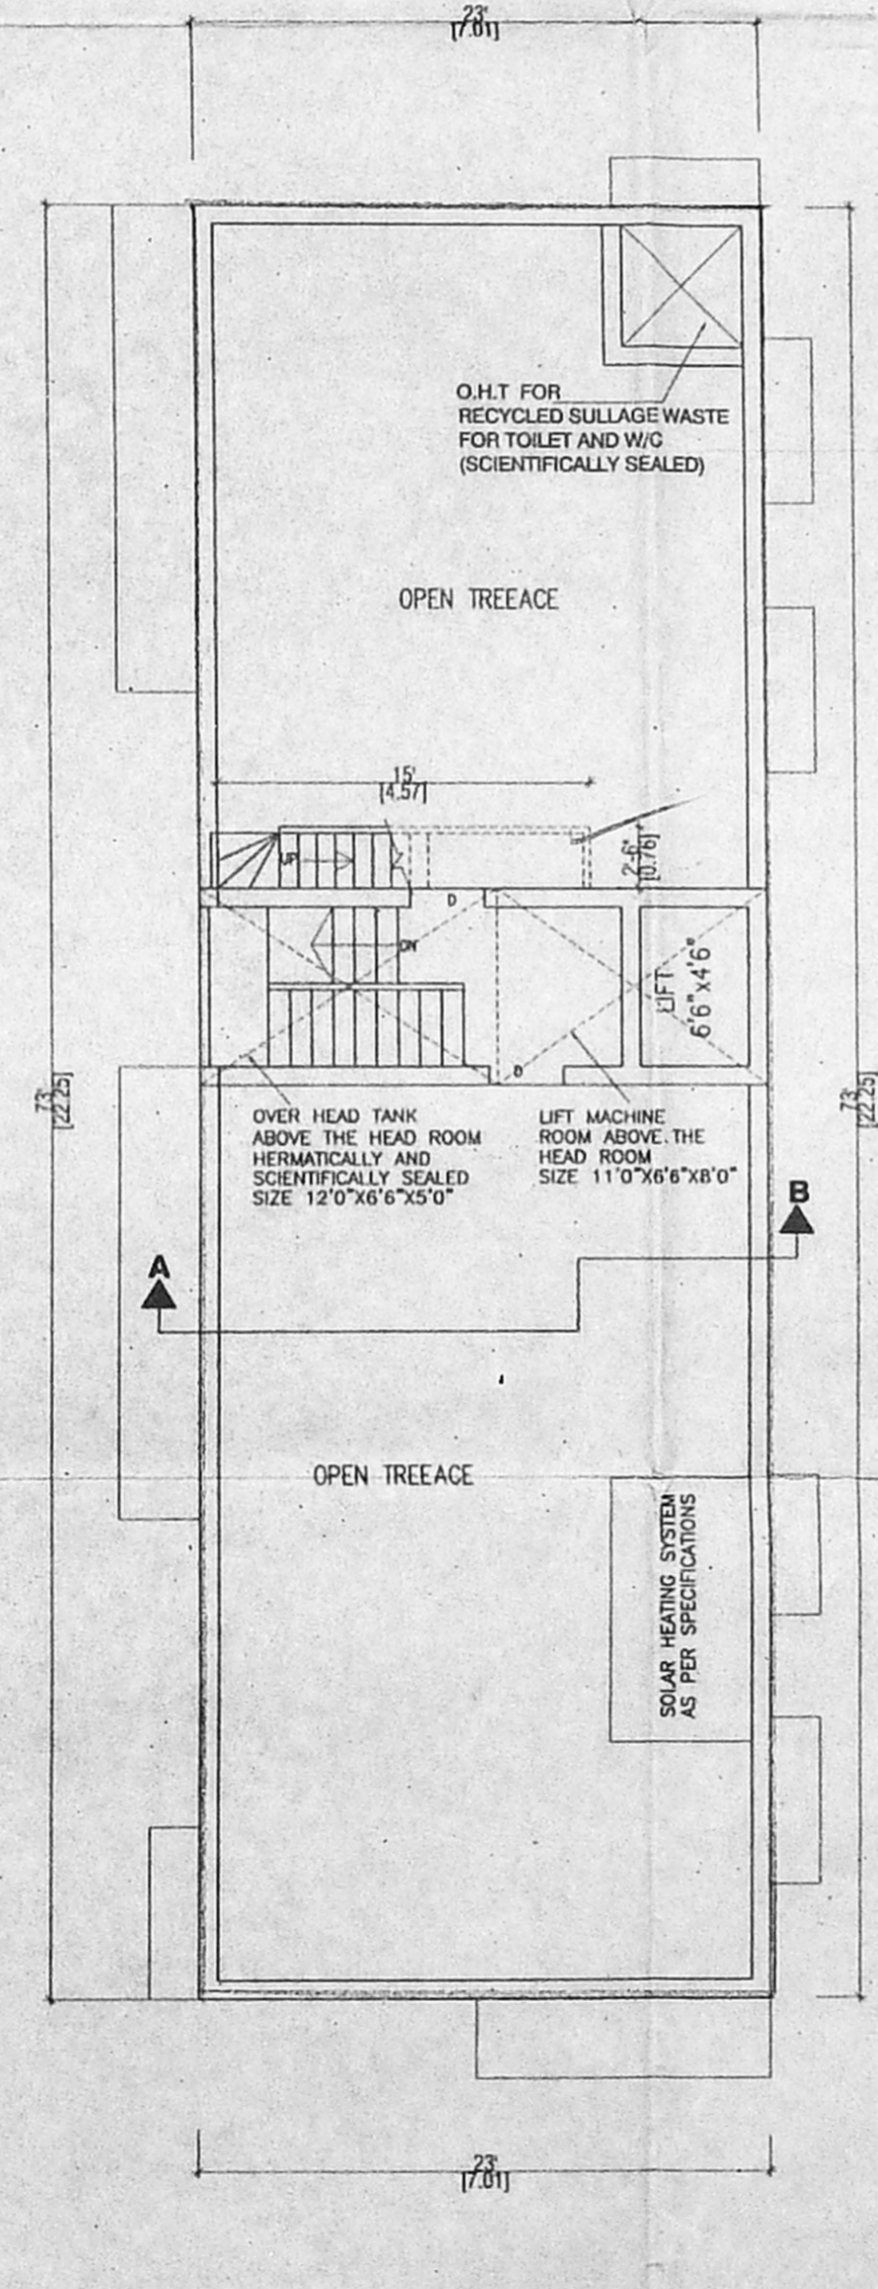 23'
[7.01]
O.H.T FOR
RECYCLED SULLAGE WASTE
FOR TOILET AND W/C
(SCIENTIFICALLY SEALED)
OPEN TREEACE
15'
[4.57]
2'-6"
[0.76]
UP
D
DN
LIFT
6'6"X4'6"
D
73'
[22.25]
73'
[22.25]
OVER HEAD TANK
ABOVE THE HEAD ROOM
HERMATICALLY AND
SCIENTIFICALLY SEALED
SIZE 12'0"X6'6"X5'0"
LIFT MACHINE
ROOM ABOVE THE
HEAD ROOM
SIZE 11'0"X6'6"X8'0"
B
A
OPEN TREEACE
SOLAR HEATING SYSTEM
AS PER SPECIFICATIONS
23'
[7.01]